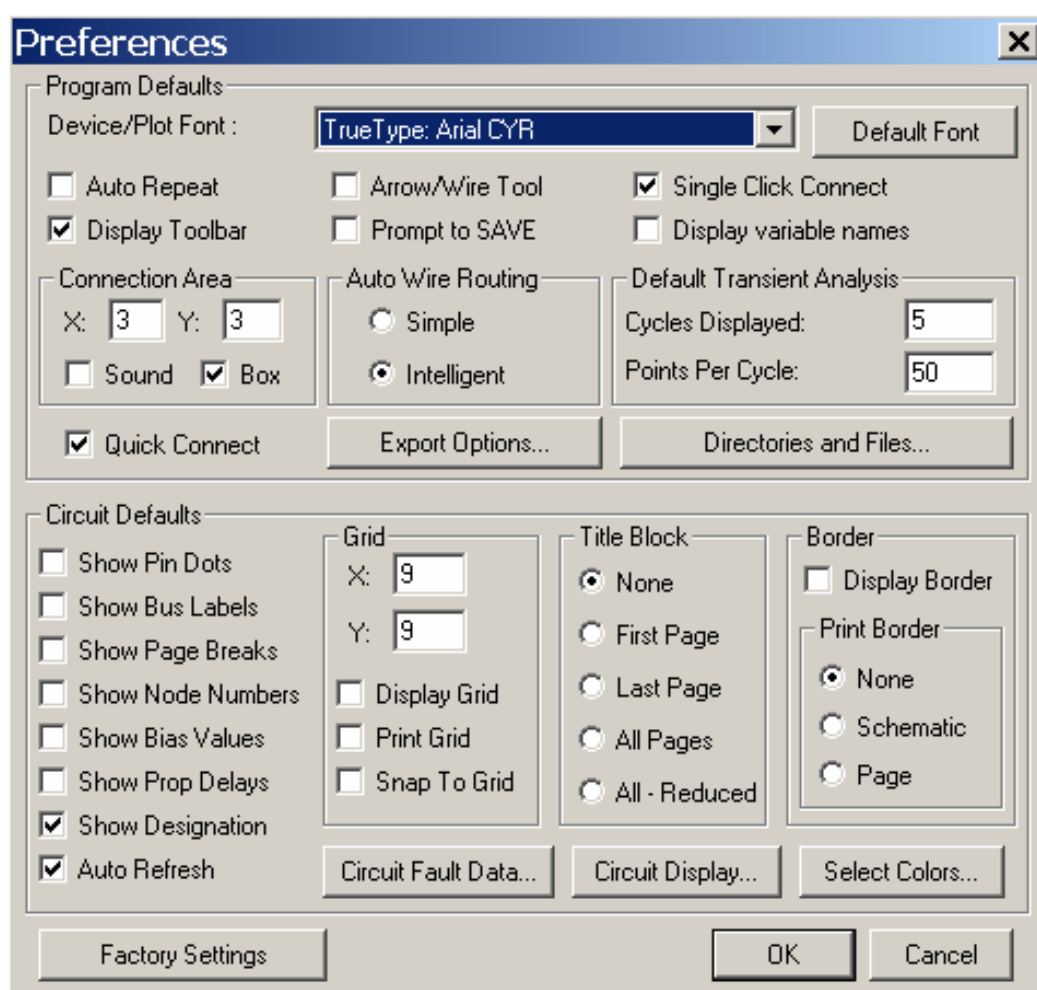 Preferences
Program Defaults
Device/Plot Font :
TrueType: Arial CYR
Default Font
Auto Repeat
Arrow/Wire Tool
Single Click Connect
Display Toolbar
Prompt to SAVE
Display variable names
Connection Area
X: 3 Y: 3
Sound Box
Auto Wire Routing
Simple
Intelligent
Default Transient Analysis
Cycles Displayed: 5
Points Per Cycle: 50
Quick Connect
Export Options...
Directories and Files...
Circuit Defaults
Show Pin Dots
Show Bus Labels
Show Page Breaks
Show Node Numbers
Show Bias Values
Show Prop Delays
Show Designation
Auto Refresh
Grid
X: 9
Y: 9
Display Grid
Print Grid
Snap To Grid
Title Block
None
First Page
Last Page
All Pages
All - Reduced
Border
Display Border
Print Border
None
Schematic
Page
Circuit Fault Data...
Circuit Display...
Select Colors...
Factory Settings
OK
Cancel